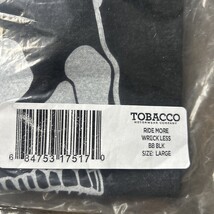 TOBACCO
MOTORWEAR COMPANY
RIDE MORE
WRECK LESS
BB BLK
SIZE: LARGE
6 84753 17517 0